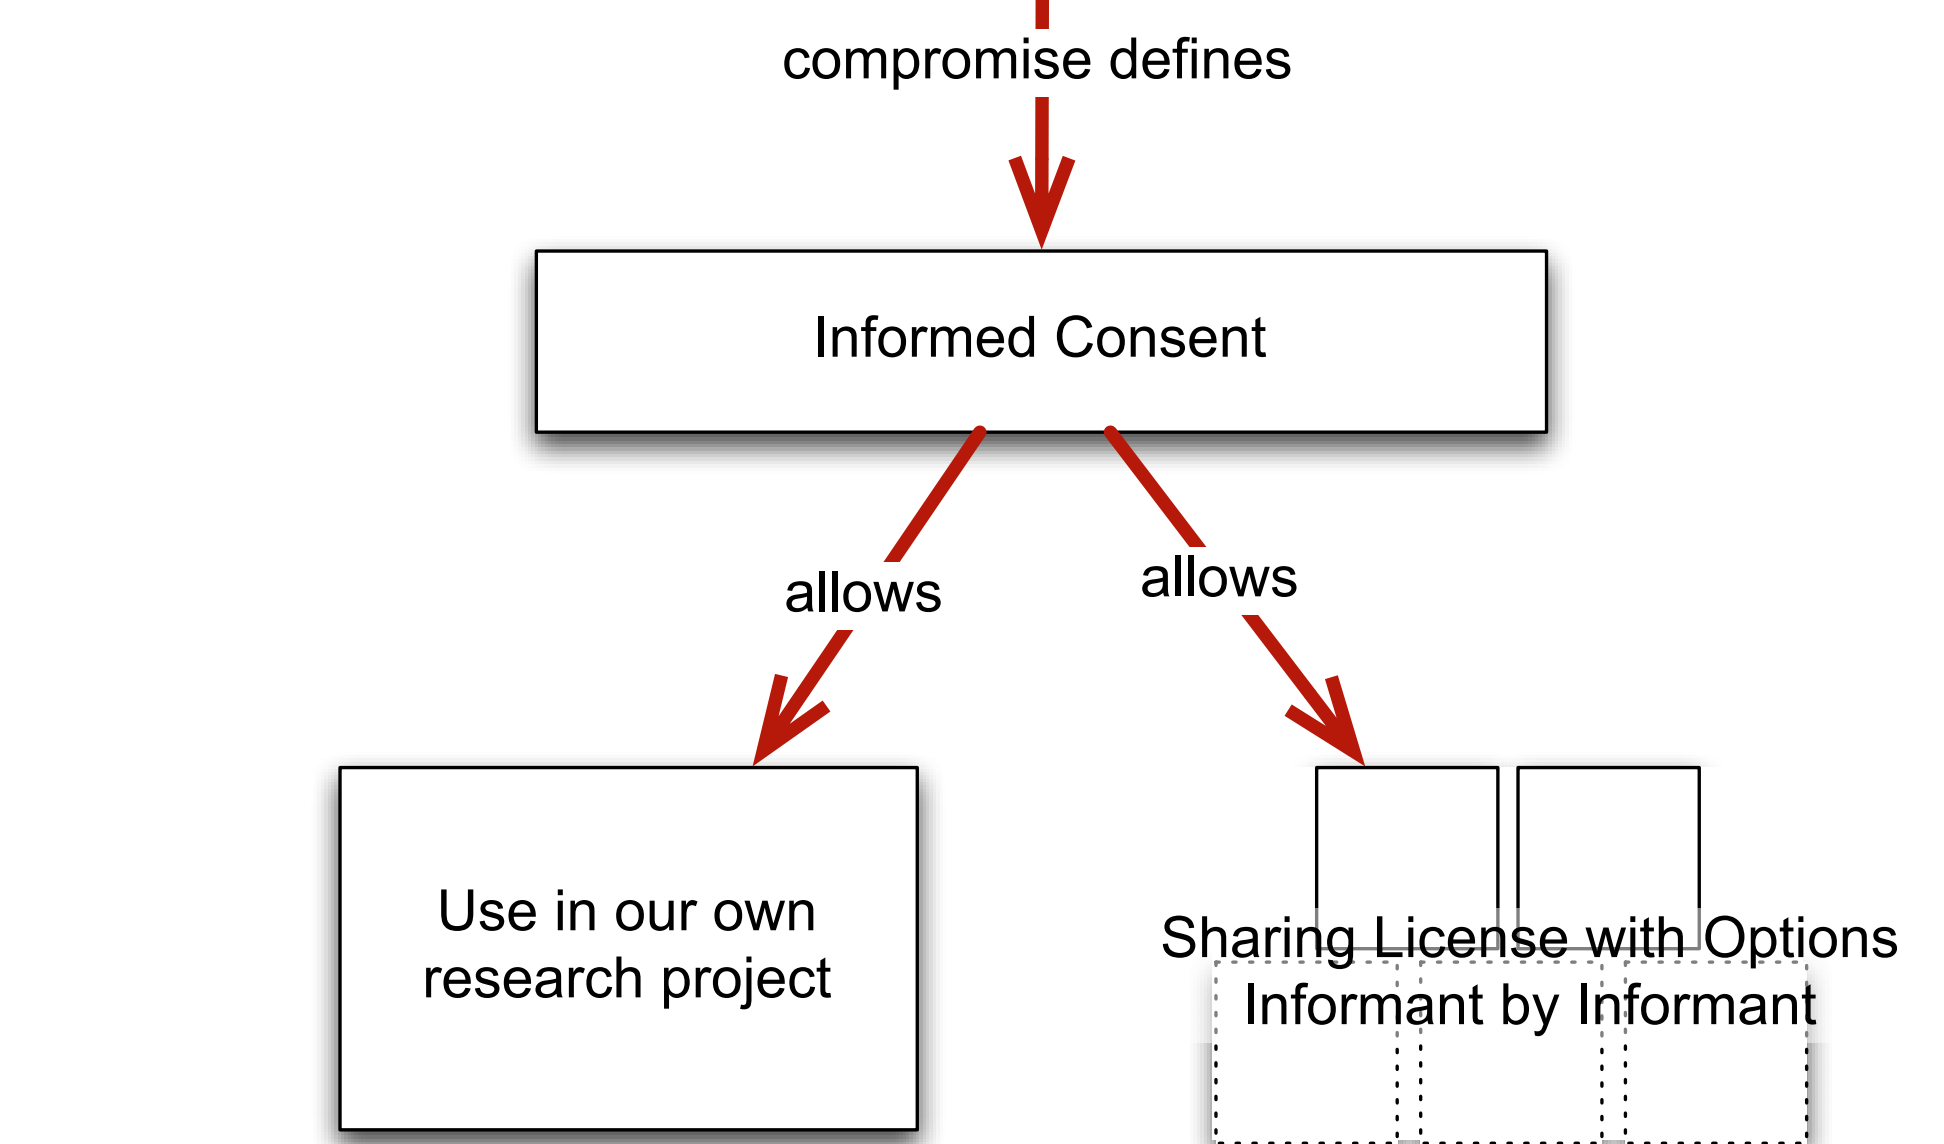 compromise defines
Informed Consent
allows
allows
Use in our own
research project
Sharing License with Options
Informant by Informant